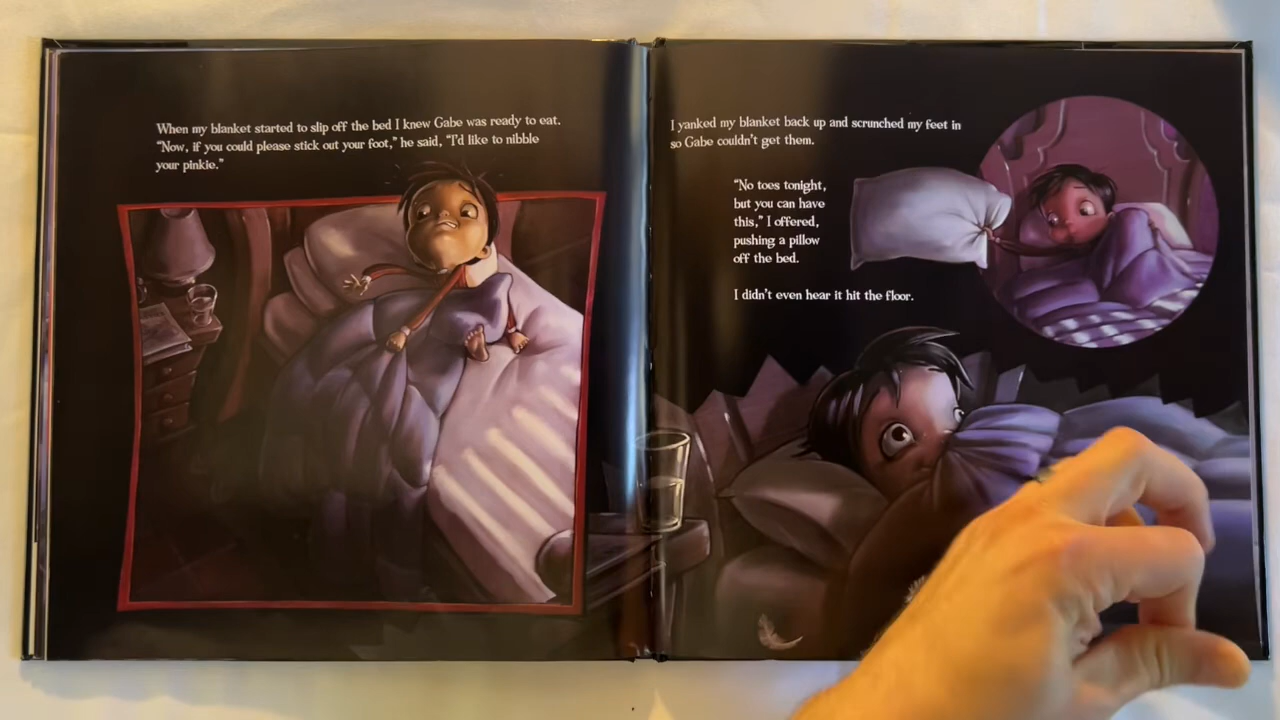 When my blanket started to slip off the bed I knew Gabe was ready to eat.
"Now, if you could please stick out your foot," he said, "I'd like to nibble
your pinkie."
I yanked my blanket back up and scrunched my feet in
so Gabe couldn't get them.
"No toes tonight,
but you can have
this," I offered,
pushing a pillow
off the bed.
I didn't even hear it hit the floor.